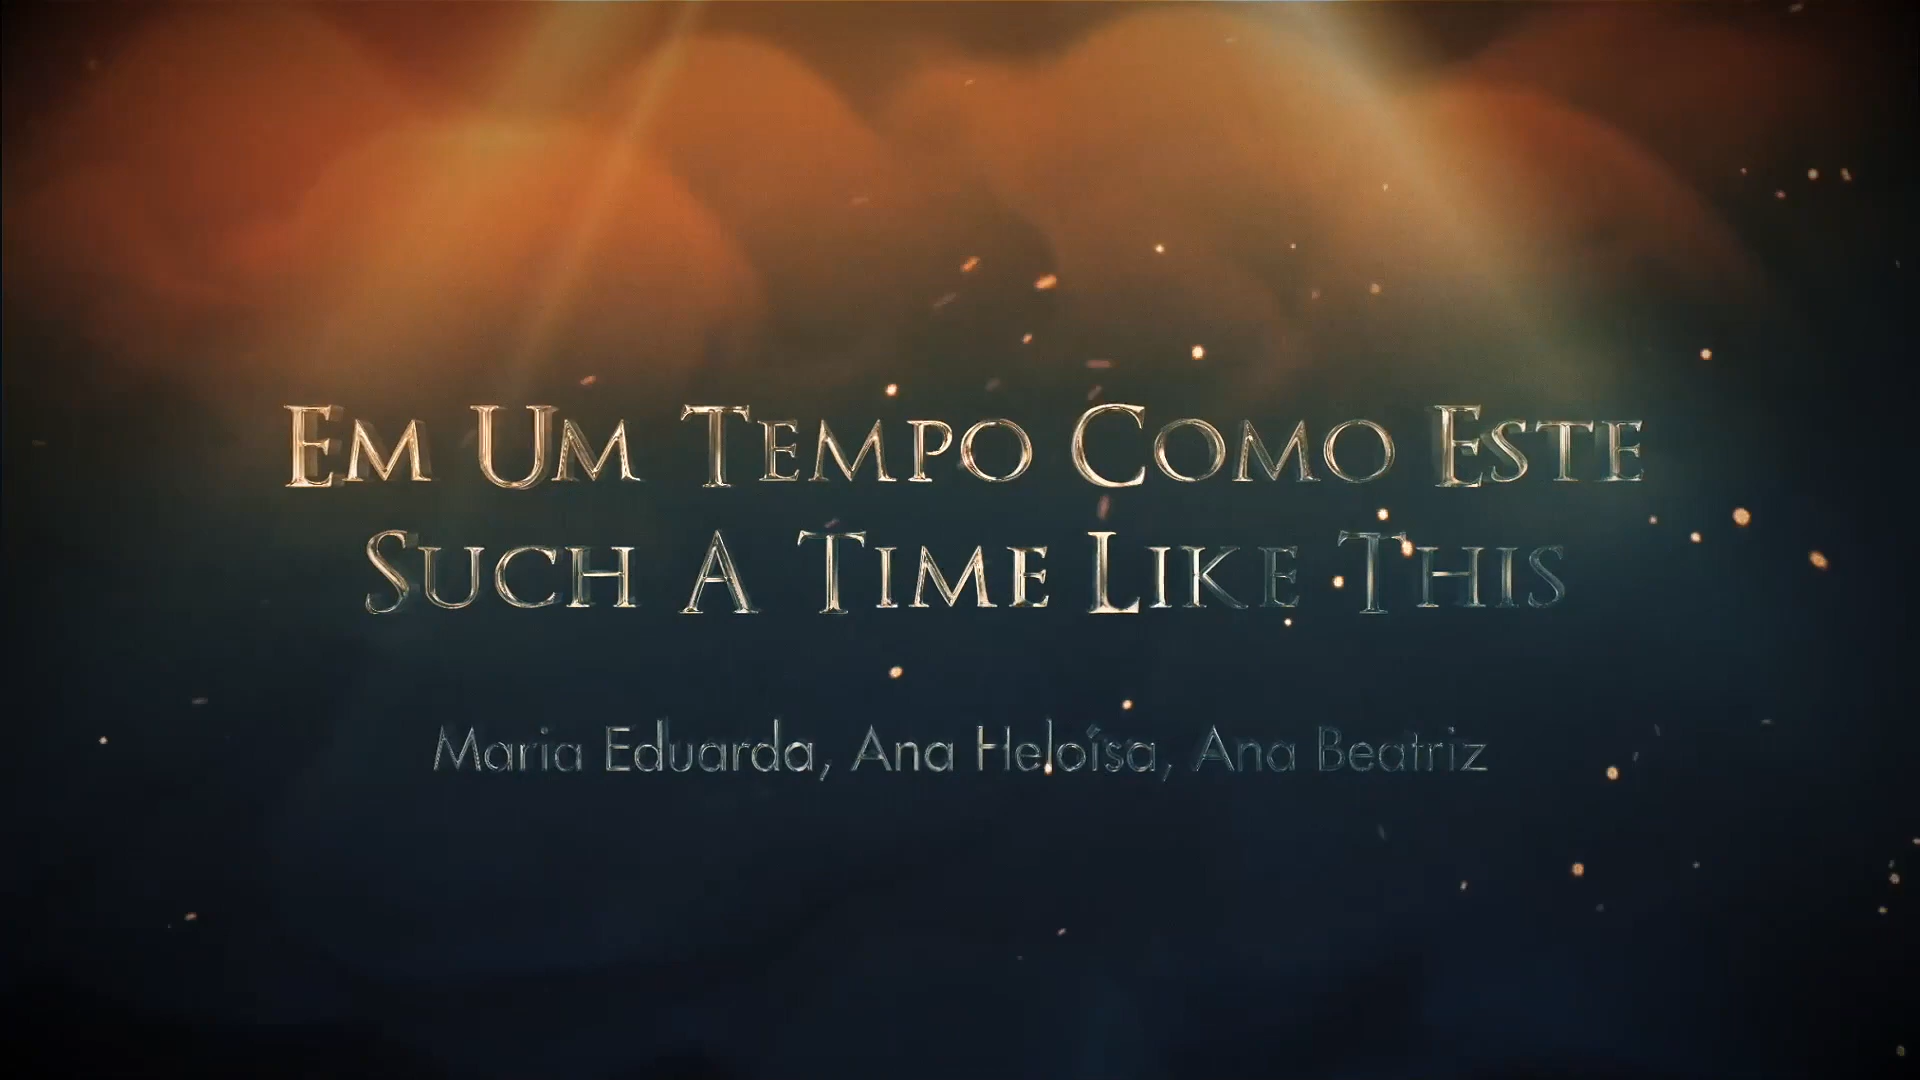 Em Um Tempo Como Este
Such A Time Like This
Maria Eduarda, Ana Heloísa, Ana Beatriz